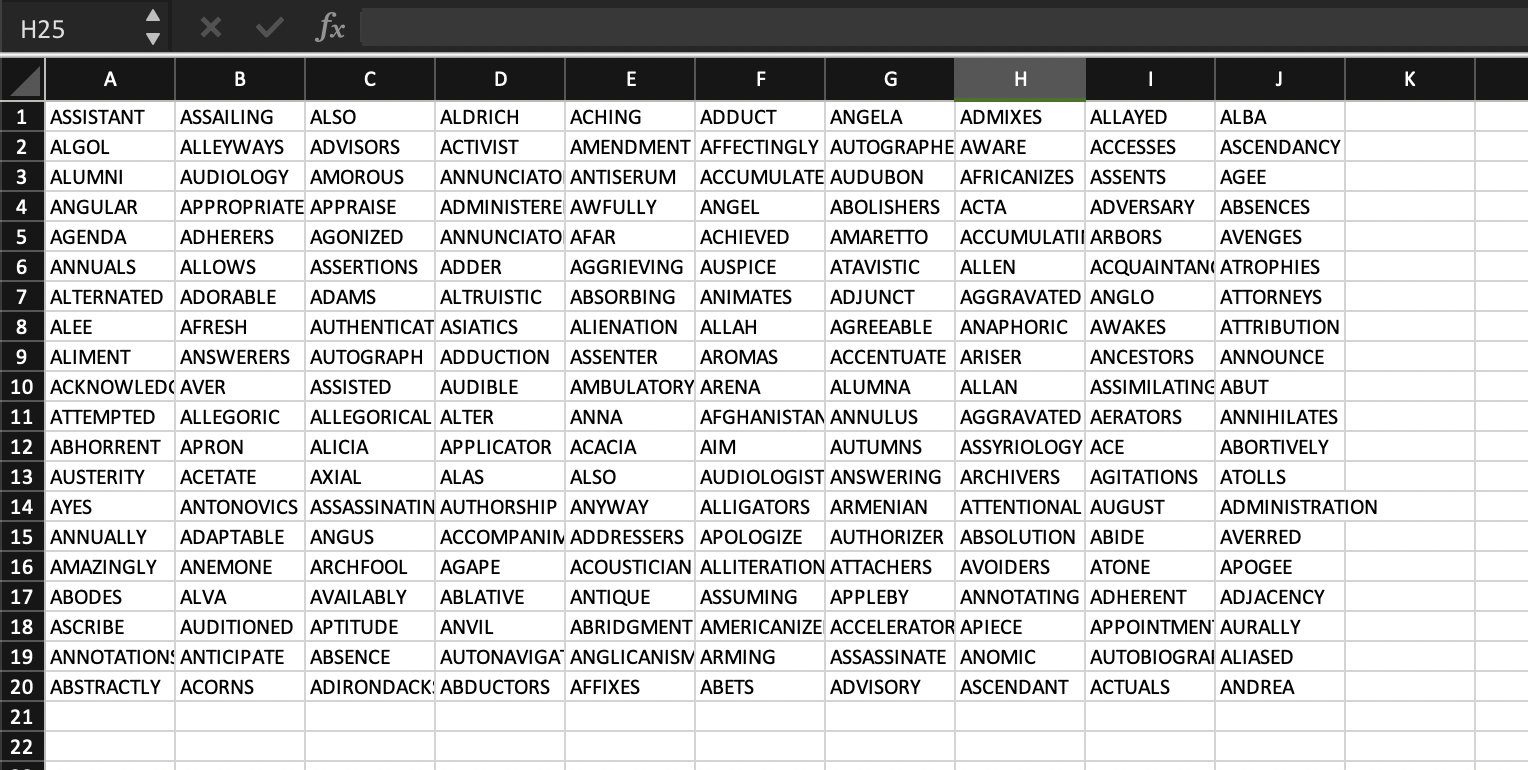 H25 fx
A B C D E F G H I J K
1 ASSISTANT ASSAILING ALSO ALDRICH ACHING ADDUCT ANGELA ADMIXES ALLAYED ALBA
2 ALGOL ALLEYWAYS ADVISORS ACTIVIST AMENDMENT AFFECTINGLY AUTOGRAPHE AWARE ACCESSES ASCENDANCY
3 ALUMNI AUDIOLOGY AMOROUS ANNUNCIATO ANTISERUM ACCUMULATE AUDUBON AFRICANIZES ASSENTS AGEE
4 ANGULAR APPROPRIATE APPRAISE ADMINISTERE AWFULLY ANGEL ABOLISHERS ACTA ADVERSARY ABSENCES
5 AGENDA ADHERERS AGONIZED ANNUNCIATO AFAR ACHIEVED AMARETTO ACCUMULATI ARBORS AVENGES
6 ANNUALS ALLOWS ASSERTIONS ADDER AGGRIEVING AUSPICE ATAVISTIC ALLEN ACQUAINTANC ATROPHIES
7 ALTERNATED ADORABLE ADAMS ALTRUISTIC ABSORBING ANIMATES ADJUNCT AGGRAVATED ANGLO ATTORNEYS
8 ALEE AFRESH AUTHENTICAT ASIATICS ALIENATION ALLAH AGREEABLE ANAPHORIC AWAKES ATTRIBUTION
9 ALIMENT ANSWERERS AUTOGRAPH ADDUCTION ASSENTER AROMAS ACCENTUATE ARISER ANCESTORS ANNOUNCE
10 ACKNOWLEDG AVER ASSISTED AUDIBLE AMBULATORY ARENA ALUMNA ALLAN ASSIMILATING ABUT
11 ATTEMPTED ALLEGORIC ALLEGORICAL ALTER ANNA AFGHANISTAN ANNULUS AGGRAVATED AERATORS ANNIHILATES
12 ABHORRENT APRON ALICIA APPLICATOR ACACIA AIM AUTUMNS ASSYRIOLOGY ACE ABORTIVELY
13 AUSTERITY ACETATE AXIAL ALAS ALSO AUDIOLOGIST ANSWERING ARCHIVERS AGITATIONS ATOLLS
14 AYES ANTONOVICS ASSASSINATIN AUTHORSHIP ANYWAY ALLIGATORS ARMENIAN ATTENTIONAL AUGUST ADMINISTRATION
15 ANNUALLY ADAPTABLE ANGUS ACCOMPANIM ADDRESSERS APOLOGIZE AUTHORIZER ABSOLUTION ABIDE AVERRED
16 AMAZINGLY ANEMONE ARCHFOOL AGAPE ACOUSTICIAN ALLITERATION ATTACHERS AVOIDERS ATONE APOGEE
17 ABODES ALVA AVAILABLY ABLATIVE ANTIQUE ASSUMING APPLEBY ANNOTATING ADHERENT ADJACENCY
18 ASCRIBE AUDITIONED APTITUDE ANVIL ABRIDGMENT AMERICANIZE ACCELERATOR APIECE APPOINTMENT AURALLY
19 ANNOTATIONS ANTICIPATE ABSENCE AUTONAVIGAT ANGLICANISM ARMING ASSASSINATE ANOMIC AUTOBIOGRA ALIASED
20 ABSTRACTLY ACORNS ADIRONDACKS ABDUCTORS AFFIXES ABETS ADVISORY ASCENDANT ACTUALS ANDREA
21
22